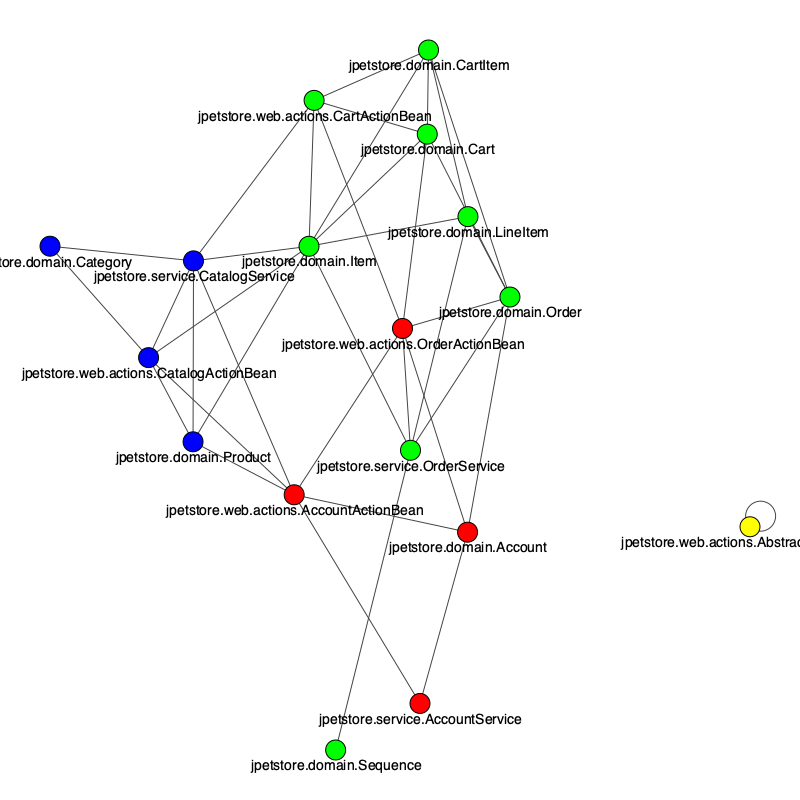 jpetstore.domain.CartItem
jpetstore.web.actions.CartActionBean
jpetstore.domain.Cart
jpetstore.domain.LineItem
tore.domain.Category
jpetstore.service.CatalogService
jpetstore.domain.Item
jpetstore.domain.Order
jpetstore.web.actions.OrderActionBean
jpetstore.web.actions.CatalogActionBean
jpetstore.domain.Product
jpetstore.service.OrderService
jpetstore.web.actions.AccountActionBean
jpetstore.domain.Account
jpetstore.web.actions.Abstrac
jpetstore.service.AccountService
jpetstore.domain.Sequence